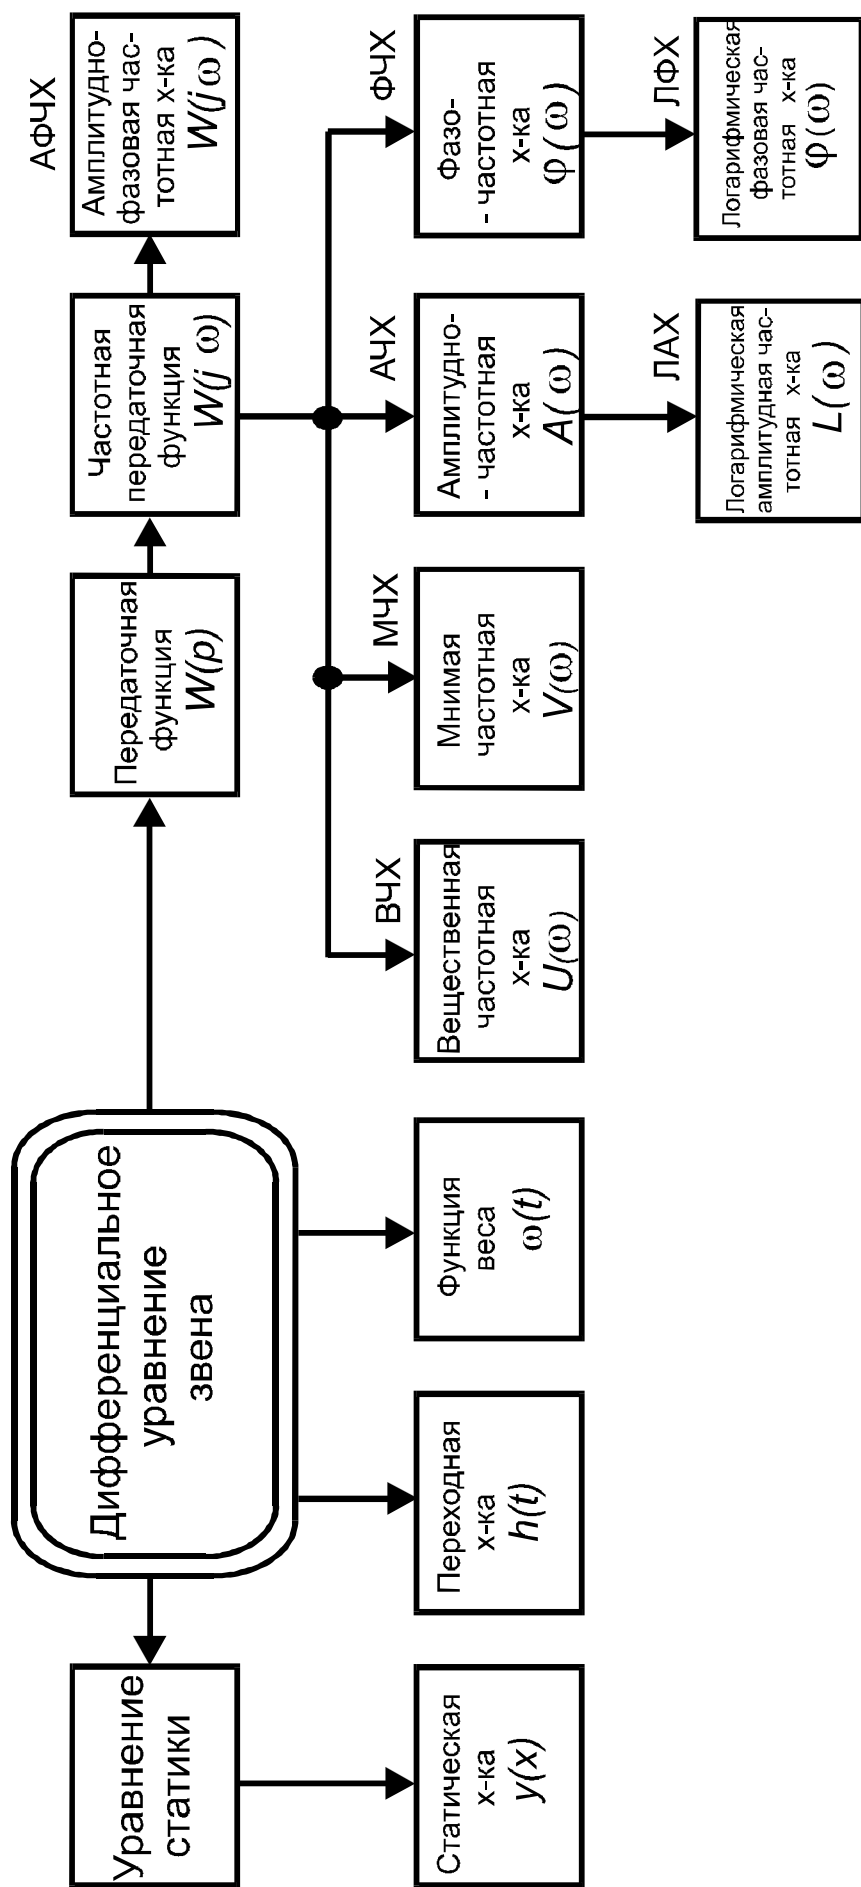 Уравнение
статики
Дифференциальное
уравнение
звена
Передаточная
функция
W(p)
Частотная
передаточная
функция
W(j ω)
АФЧХ
Амплитудно-
фазовая час-
тотная х-ка
W(j ω)
Статическая
х-ка
y(x)
Переходная
х-ка
h(t)
Функция
веса
ω(t)
ВЧХ
Вещественная
частотная
х-ка
U(ω)
МЧХ
Мнимая
частотная
х-ка
V(ω)
АЧХ
Амплитудно-
- частотная
х-ка
A(ω)
ФЧХ
Фазо-
- частотная
х-ка
φ(ω)
ЛАХ
Логарифмическая
амплитудная час-
тотная х-ка
L(ω)
ЛФХ
Логарифмическая
фазовая час-
тотная х-ка
φ(ω)